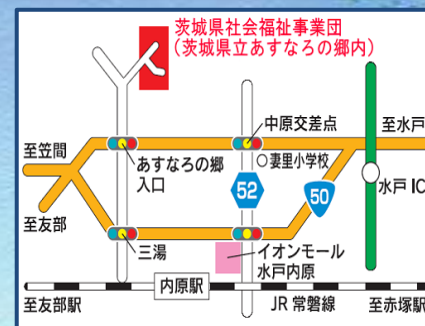 茨城県社会福祉事業団
(茨城県立あすなろの郷内)
中原交差点
至水戸
至笠間
あすなろの郷
入口
○妻里小学校
水戸IC
52
50
至友部
三湯
イオンモール
水戸内原
内原駅
至友部駅
JR常磐線
至赤塚駅